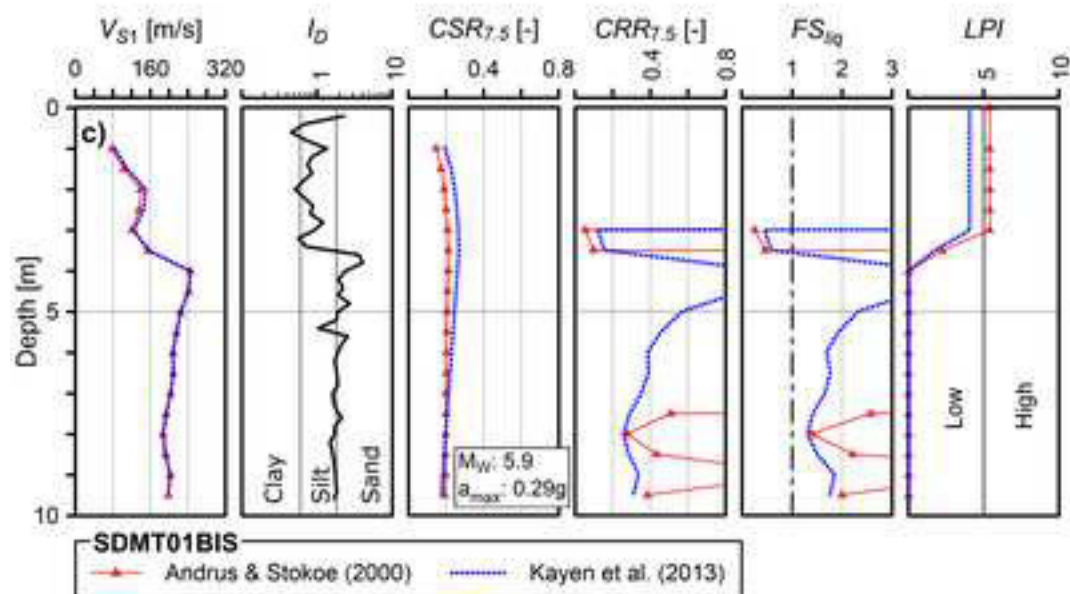 V_S1 [m/s] I_D CSR_7.5 [-] CRR_7.5 [-] FS_liq LPI
0 160 320 1 10 0.4 0.8 0.4 0.8 1 2 3 5 10
0
c)
5
10
Depth [m]
Clay Silt Sand
M_W: 5.9
a_max: 0.29g
Low High
SDMT01BIS
Andrus & Stokoe (2000) Kayen et al. (2013)